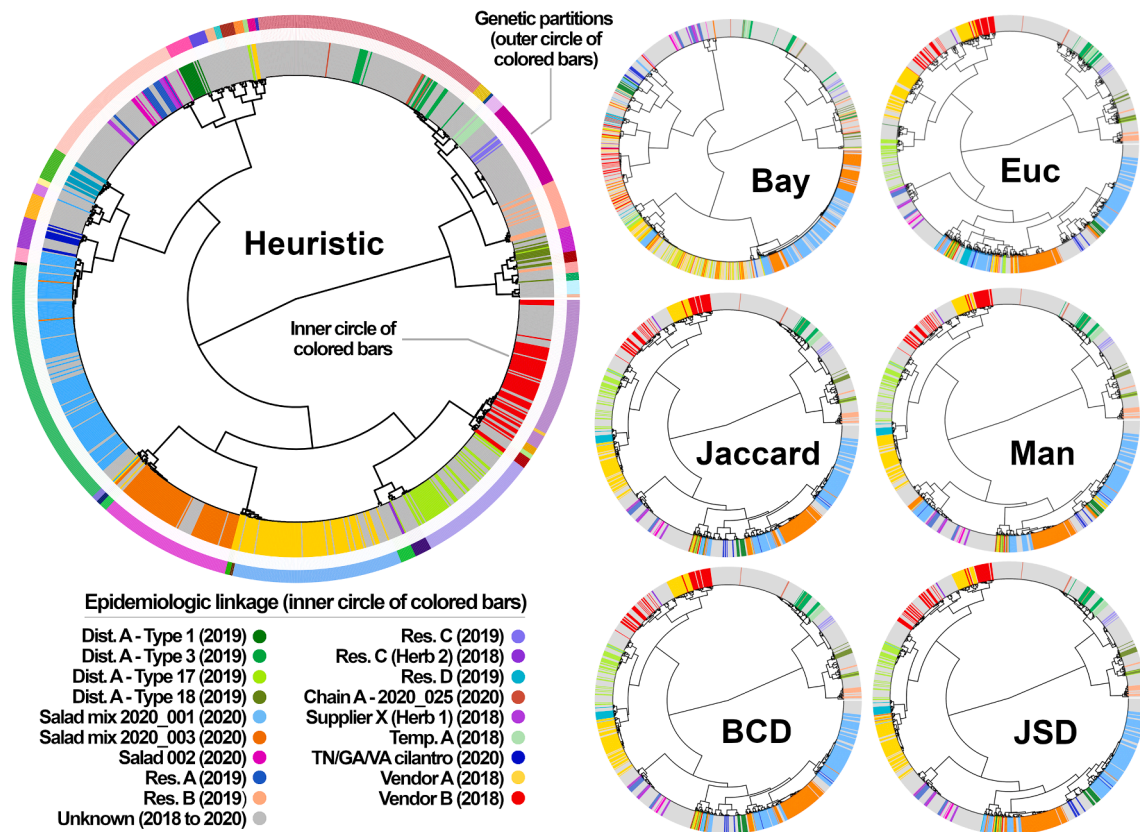 Genetic partitions
(outer circle of
colored bars)
Heuristic
Inner circle of
colored bars
Bay
Euc
Jaccard
Man
BCD
JSD
Epidemiologic linkage (inner circle of colored bars)
Dist. A - Type 1 (2019)
Dist. A - Type 3 (2019)
Dist. A - Type 17 (2019)
Dist. A - Type 18 (2019)
Salad mix 2020_001 (2020)
Salad mix 2020_003 (2020)
Salad 002 (2020)
Res. A (2019)
Res. B (2019)
Unknown (2018 to 2020)
Res. C (2019)
Res. C (Herb 2) (2018)
Res. D (2019)
Chain A - 2020_025 (2020)
Supplier X (Herb 1) (2018)
Temp. A (2018)
TN/GA/VA cilantro (2020)
Vendor A (2018)
Vendor B (2018)